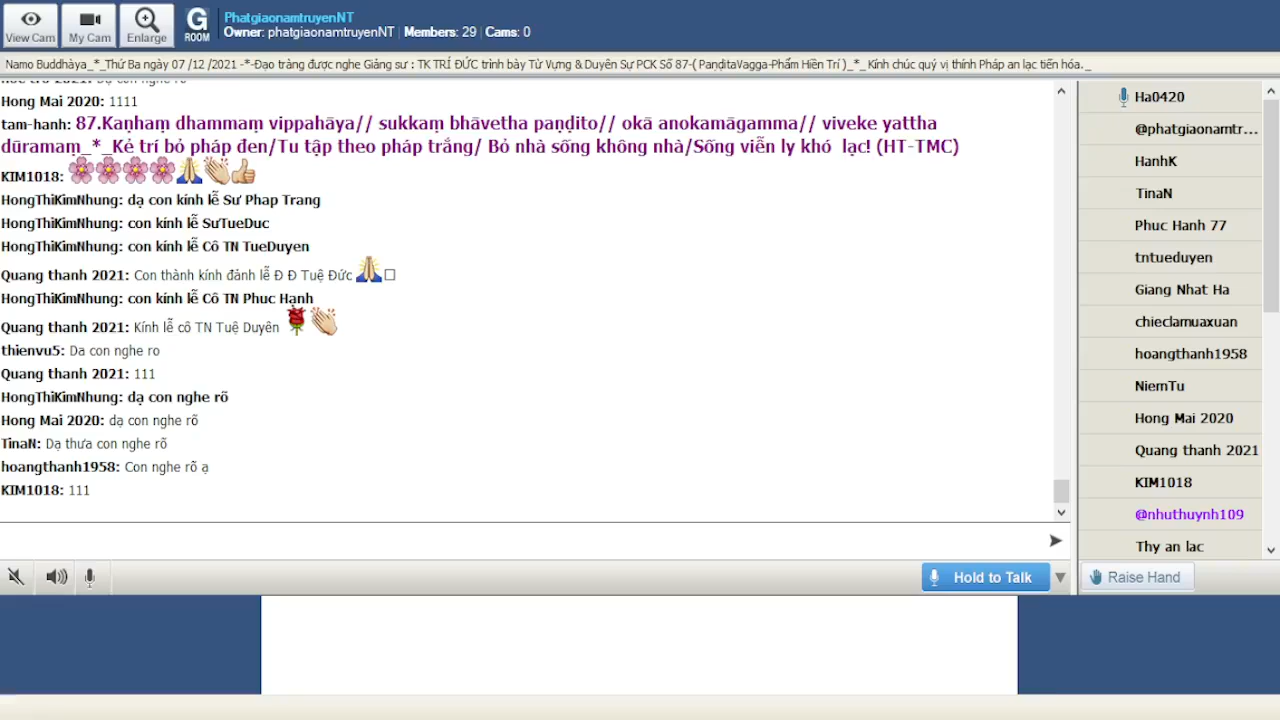 View Cam
My Cam
Enlarge
G
ROOM
PhatgiaonamtruyenNT
Owner: phatgiaonamtruyenNT | Members: 29 | Cams: 0
Namo Buddhàya_*_Thứ Ba ngày 07 /12 /2021 -*-Đạo tràng được nghe Giảng sư : TK TRÍ ĐỨC trình bày Từ Vựng & Duyên Sự PCK Số 87-( PaṇḍitaVagga-Phẩm Hiền Trí )_*_ Kính chúc quý vị thính Pháp an lạc tiến hóa._
Hong Mai 2020: 1111
tam-hanh: 87.Kaṇhaṃ dhammaṃ vippahāya// sukkaṃ bhāvetha paṇḍito// okā anokamāgamma// viveke yattha
dūramaṃ_*_Kẻ trí bỏ pháp đen/Tu tập theo pháp trắng/ Bỏ nhà sống không nhà/Sống viễn ly khó lạc! (HT-TMC)
KIM1018:
HongThiKimNhung: dạ con kính lễ Sư Phap Trang
HongThiKimNhung: con kính lễ SưTueDuc
HongThiKimNhung: con kính lễ Cô TN TueDuyen
Quang thanh 2021: Con thành kính đảnh lễ Đ Đ Tuệ Đức
HongThiKimNhung: con kính lễ Cô TN Phuc Hạnh
Quang thanh 2021: Kính lễ cô TN Tuệ Duyên
thienvu5: Da con nghe ro
Quang thanh 2021: 111
HongThiKimNhung: dạ con nghe rõ
Hong Mai 2020: dạ con nghe rõ
TinaN: Dạ thưa con nghe rõ
hoangthanh1958: Con nghe rõ ạ
KIM1018: 111
Hold to Talk
Ha0420
@phatgiaonamtr...
HanhK
TinaN
Phuc Hanh 77
tntueduyen
Giang Nhat Ha
chieclamuaxuan
hoangthanh1958
NiemTu
Hong Mai 2020
Quang thanh 2021
KIM1018
@nhuthuynh109
Thy an lac
Raise Hand